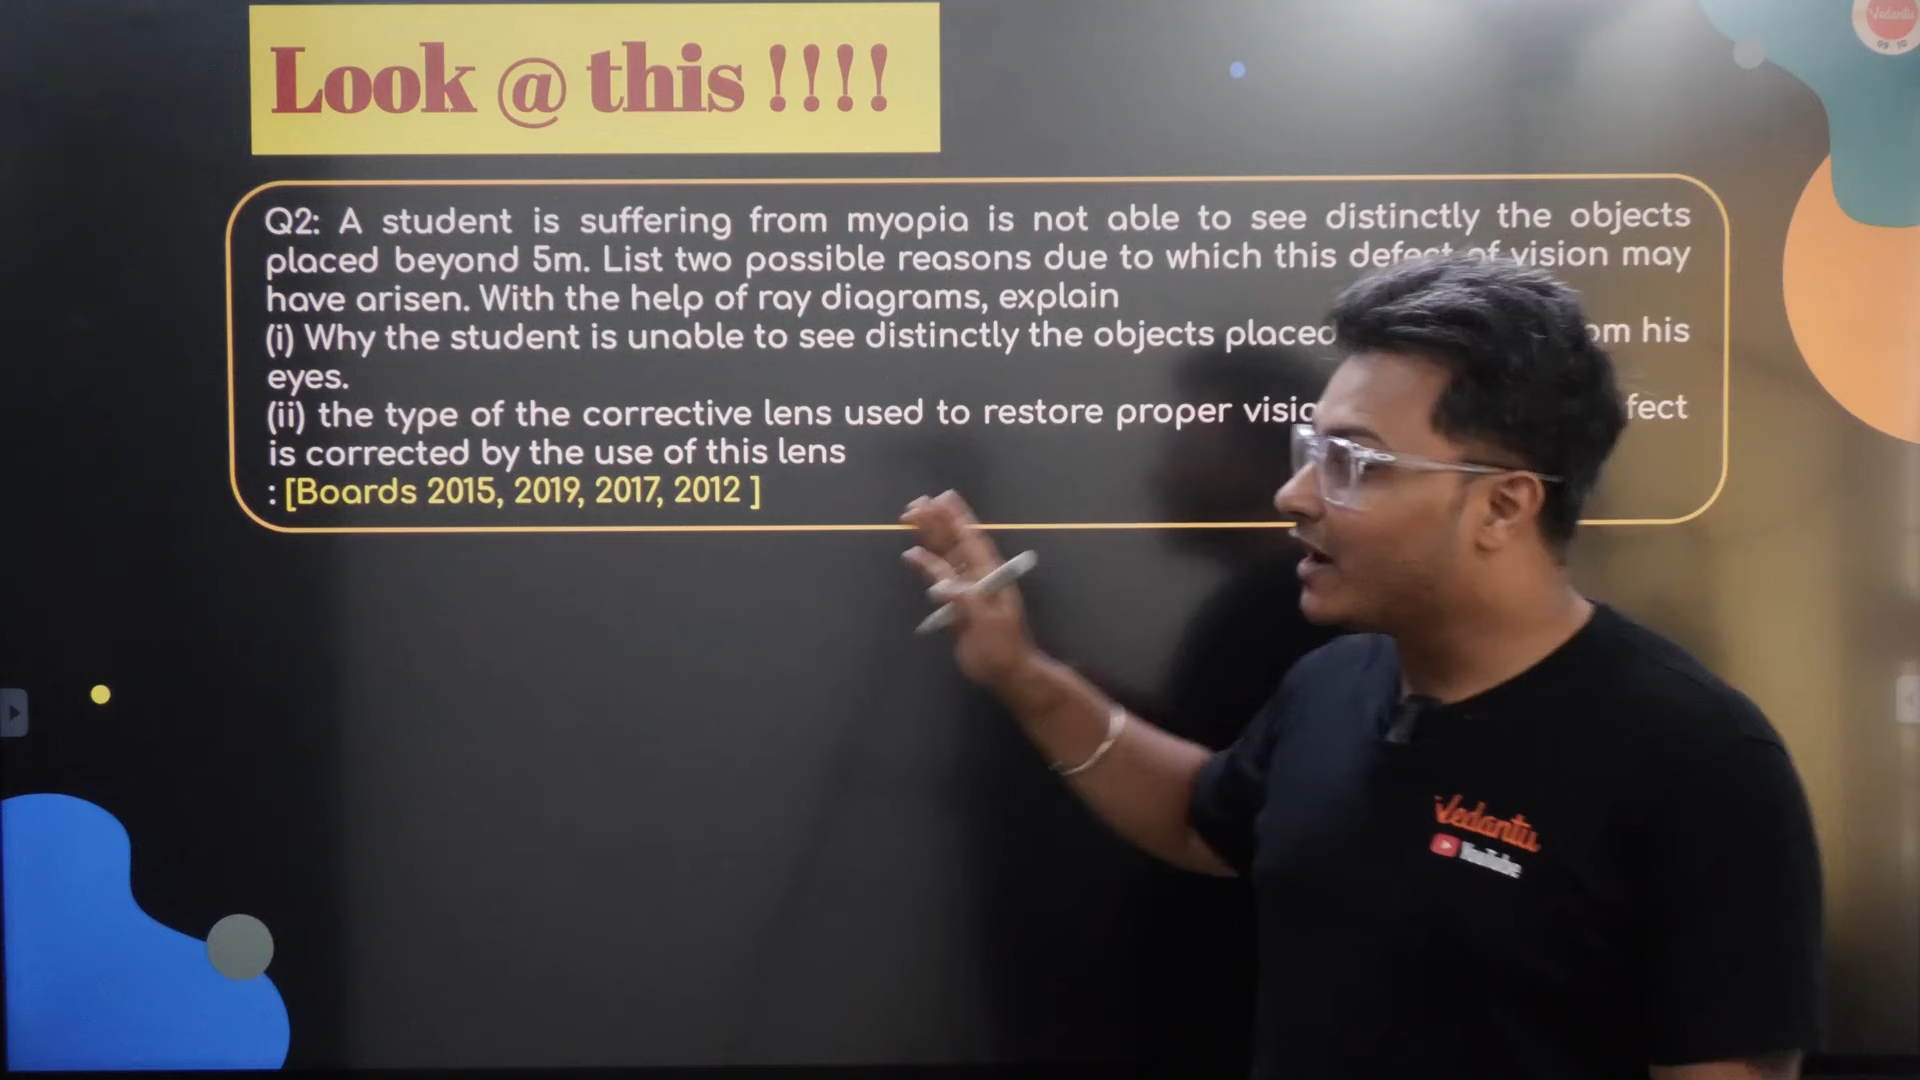 Look @ this !!!!
Vedantu
09 10
Q2: A student is suffering from myopia is not able to see distinctly the objects
placed beyond 5m. List two possible reasons due to which this defect of vision may
have arisen. With the help of ray diagrams, explain
(i) Why the student is unable to see distinctly the objects placed his
eyes.
(ii) the type of the corrective lens used to restore proper
is corrected by the use of this lens
: [Boards 2015, 2019, 2017, 2012 ]
Vedantu
YouTube